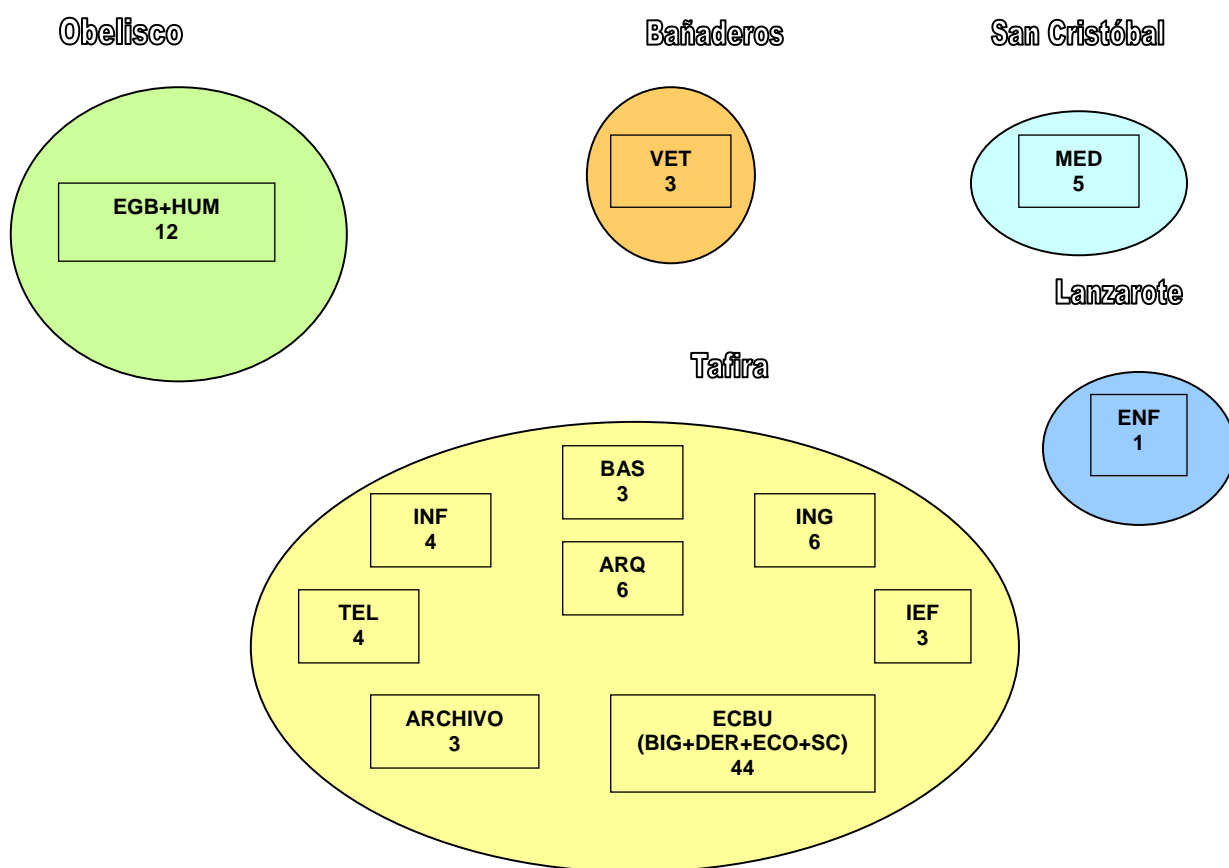 Obelisco
Bañaderos
San Cristóbal
VET
3
MED
5
EGB+HUM
12
Lanzarote
Tafira
ENF
1
BAS
3
INF
4
ING
6
ARQ
6
TEL
4
IEF
3
ARCHIVO
3
ECBU
(BIG+DER+ECO+SC)
44